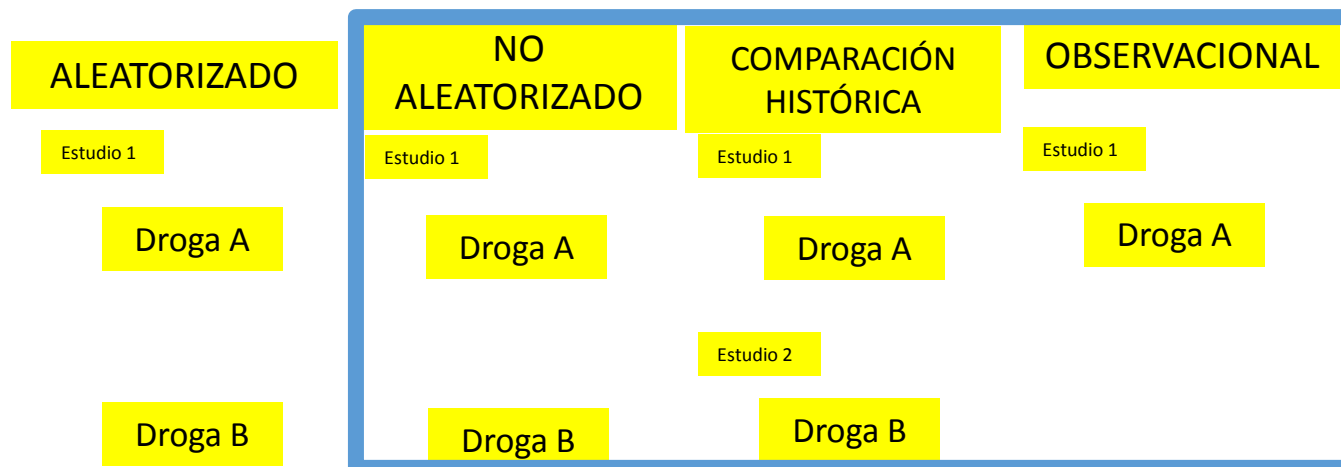 ALEATORIZADO
Estudio 1
Droga A
Droga B
NO
ALEATORIZADO
Estudio 1
Droga A
Droga B
COMPARACIÓN
HISTÓRICA
Estudio 1
Droga A
Estudio 2
Droga B
OBSERVACIONAL
Estudio 1
Droga A